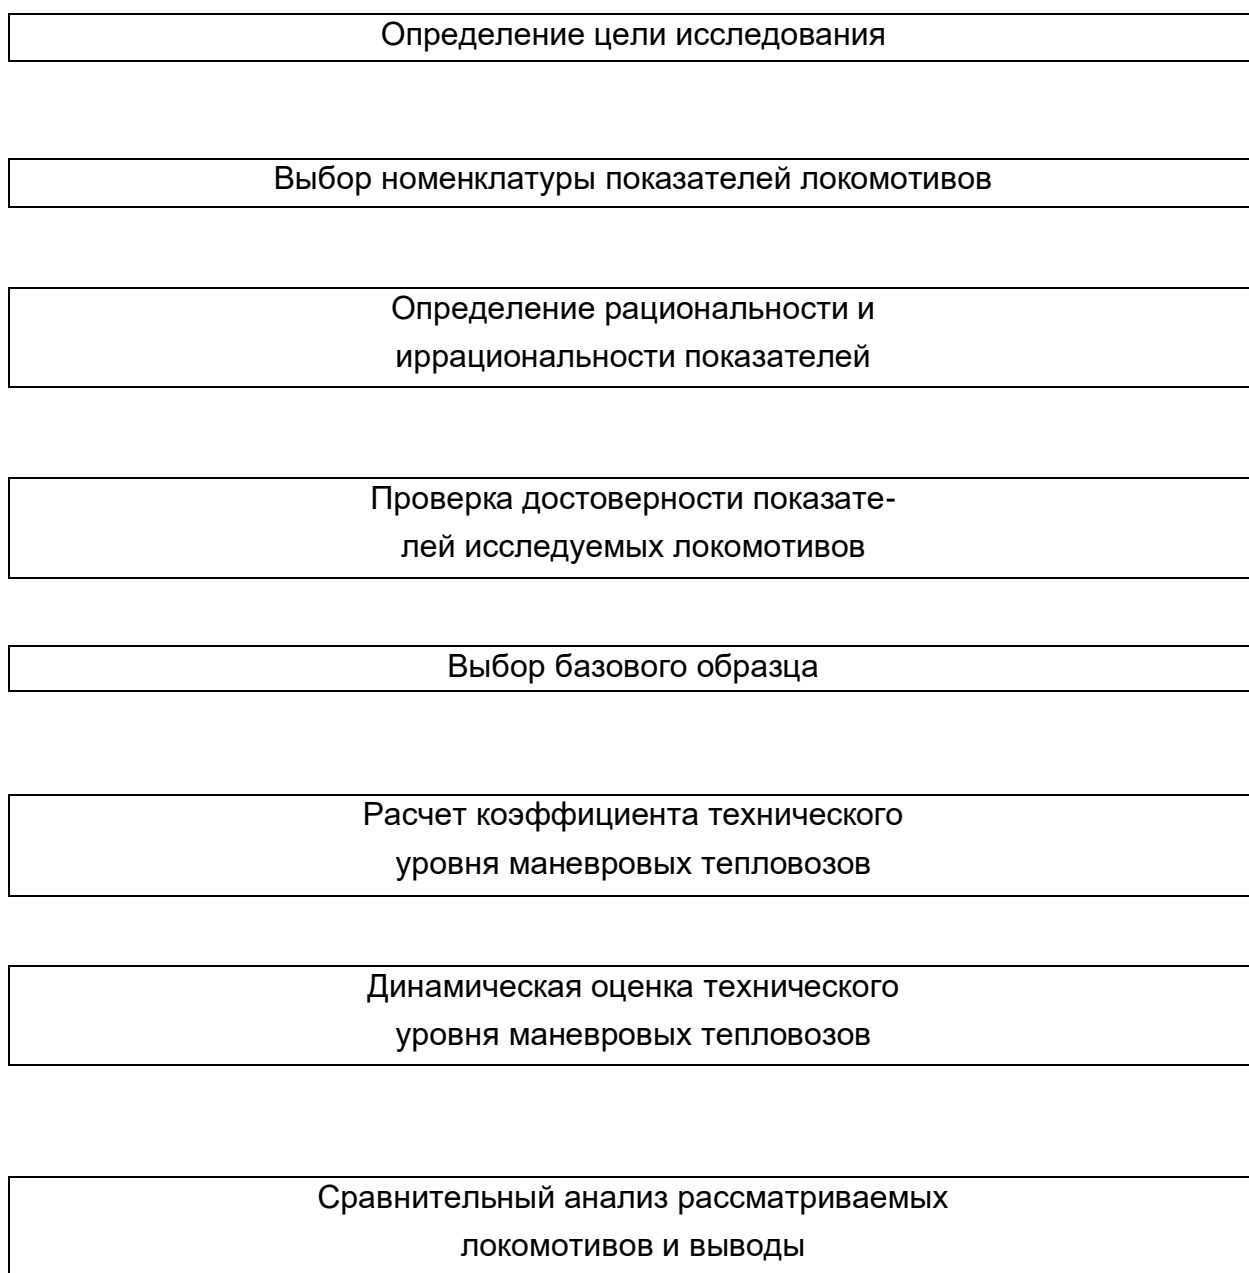 Определение цели исследования
Выбор номенклатуры показателей локомотивов
Определение рациональности и
иррациональности показателей
Проверка достоверности показате-
лей исследуемых локомотивов
Выбор базового образца
Расчет коэффициента технического
уровня маневровых тепловозов
Динамическая оценка технического
уровня маневровых тепловозов
Сравнительный анализ рассматриваемых
локомотивов и выводы